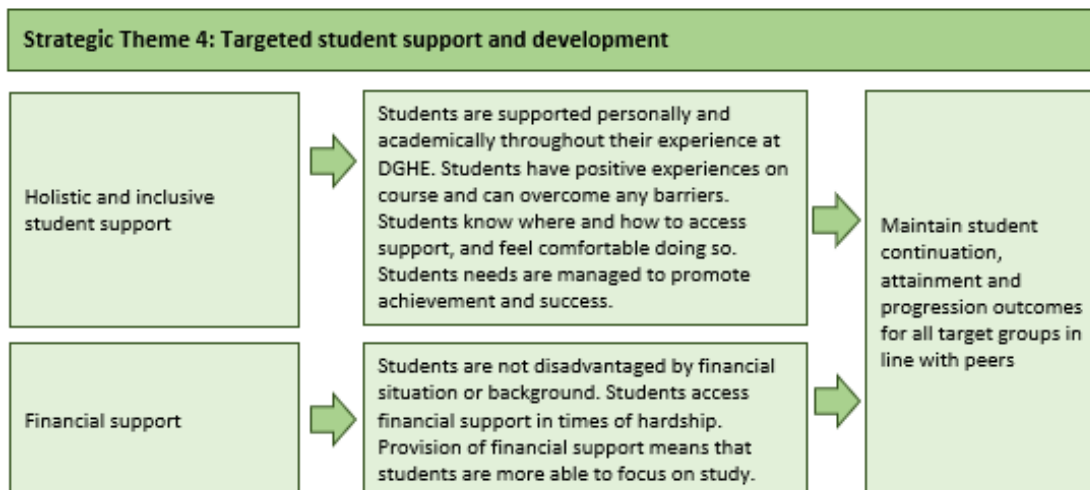 Strategic Theme 4: Targeted student support and development
Holistic and inclusive
student support
Students are supported personally and
academically throughout their experience at
DGHE. Students have positive experiences on
course and can overcome any barriers.
Students know where and how to access
support, and feel comfortable doing so.
Students needs are managed to promote
achievement and success.
Maintain student
continuation,
attainment and
progression outcomes
for all target groups in
line with peers
Financial support
Students are not disadvantaged by financial
situation or background. Students access
financial support in times of hardship.
Provision of financial support means that
students are more able to focus on study.